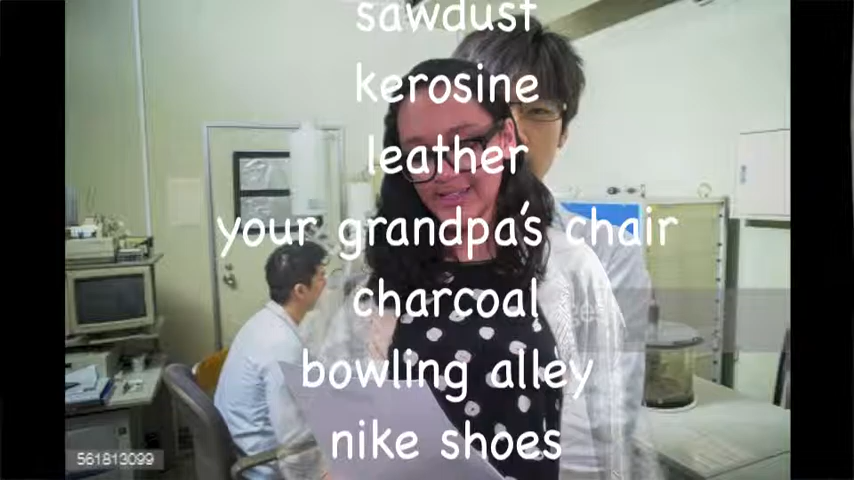 sawdust
kerosine
leather
your grandpa's chair
charcoal
bowling alley
nike shoes
561813099